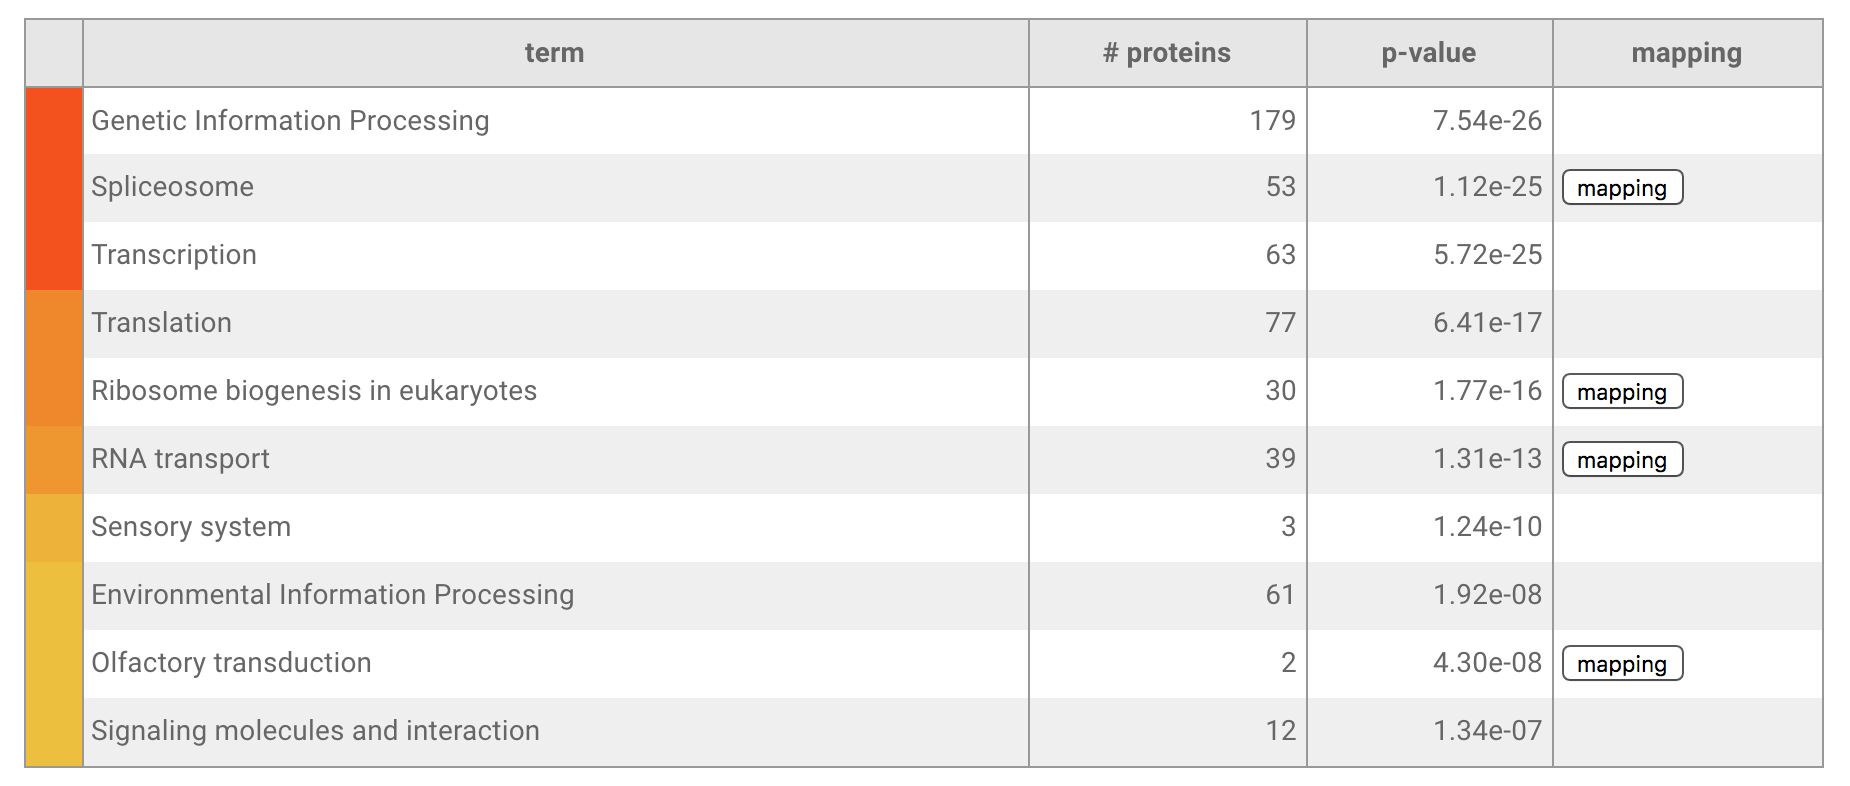 term # proteins p-value mapping
Genetic Information Processing 179 7.54e-26
Spliceosome 53 1.12e-25 mapping
Transcription 63 5.72e-25
Translation 77 6.41e-17
Ribosome biogenesis in eukaryotes 30 1.77e-16 mapping
RNA transport 39 1.31e-13 mapping
Sensory system 3 1.24e-10
Environmental Information Processing 61 1.92e-08
Olfactory transduction 2 4.30e-08 mapping
Signaling molecules and interaction 12 1.34e-07